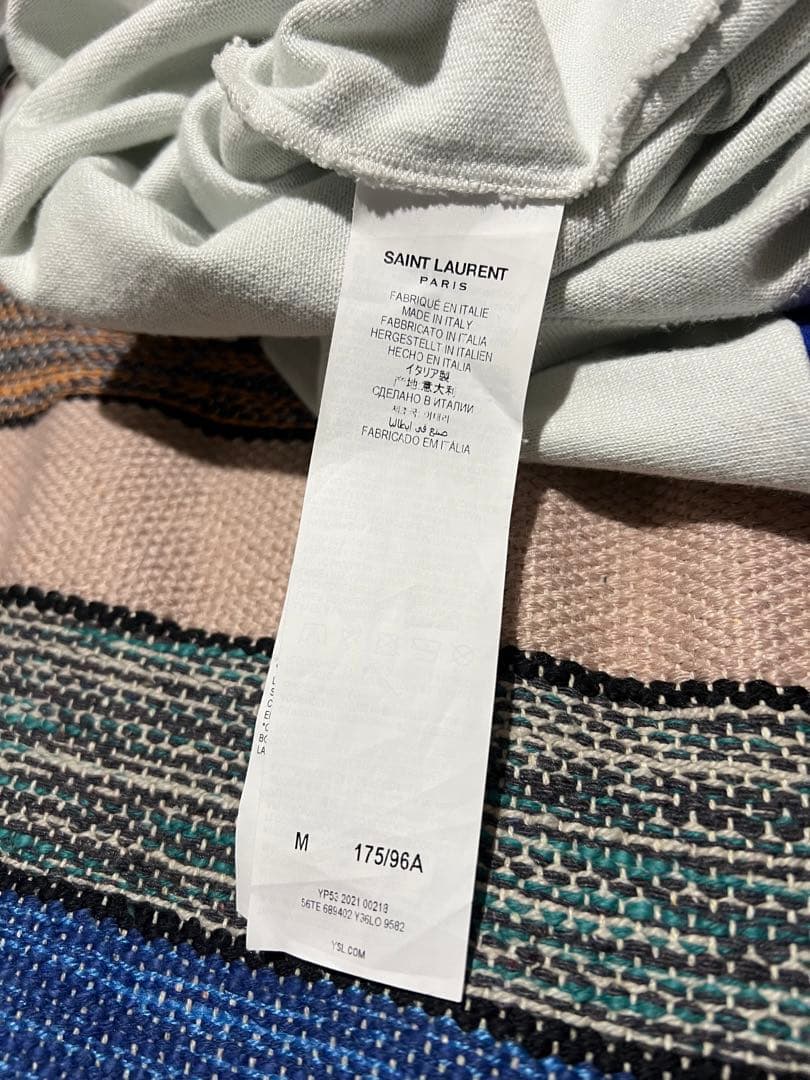 SAINT LAURENT
PARIS
FABRIQUÉ EN ITALIE
MADE IN ITALY
FABBRICATO IN ITALIA
HERGESTELLT IN ITALIEN
HECHO EN ITALIA
イタリア製
产地 意大利
СДЕЛАНО В ИТАЛИИ
صنع في ايطاليا
FABRICADO EM ITÁLIA
L
S
C
E
*C
BC
LA
M 175/96A
YP53 2021 00218
56TE 689402 Y36LO 9582
YSL.COM